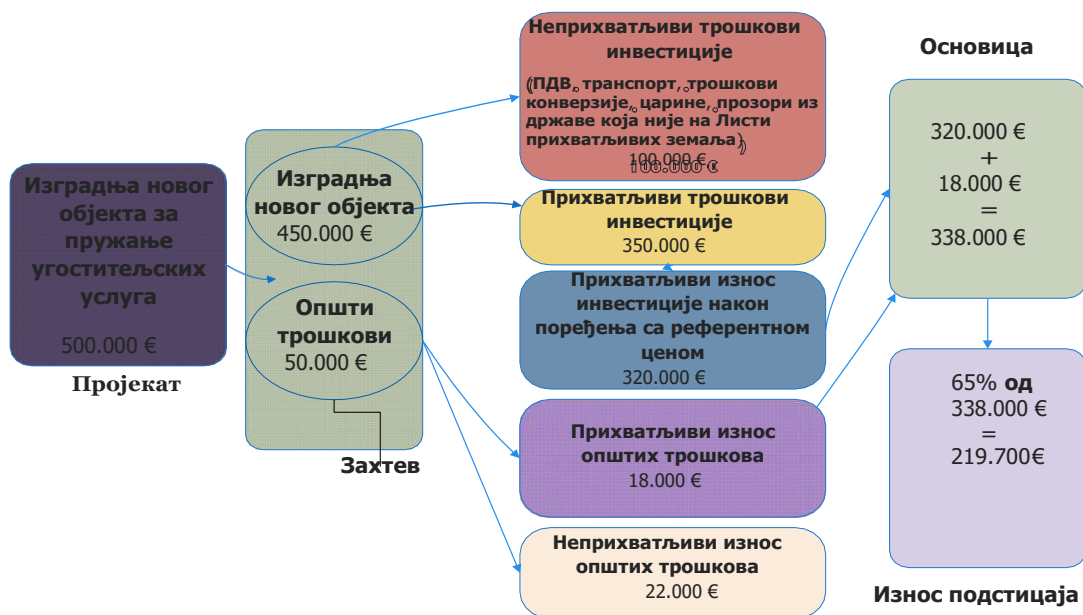 Изградња новог
објекта за
пружање
угоститељских
услуга
500.000 €
Пројекат
Изградња
новог објекта
450.000 €
Општи
трошкови
50.000 €
Захтев
Неприхватљиви трошкови
инвестиције
(ПДВ, транспорт, трошкови
конверзије, царине, прозори из
државе која није на Листи
прихватљивих земаља)
100.000 €
Прихватљиви трошкови
инвестиције
350.000 €
Прихватљиви износ
инвестиције након
поређења са референтном
ценом
320.000 €
Прихватљиви износ
општих трошкова
18.000 €
Неприхватљиви износ
општих трошкова
22.000 €
Основица
320.000 €
+
18.000 €
=
338.000 €
65% од
338.000 €
=
219.700€
Износ подстицаја